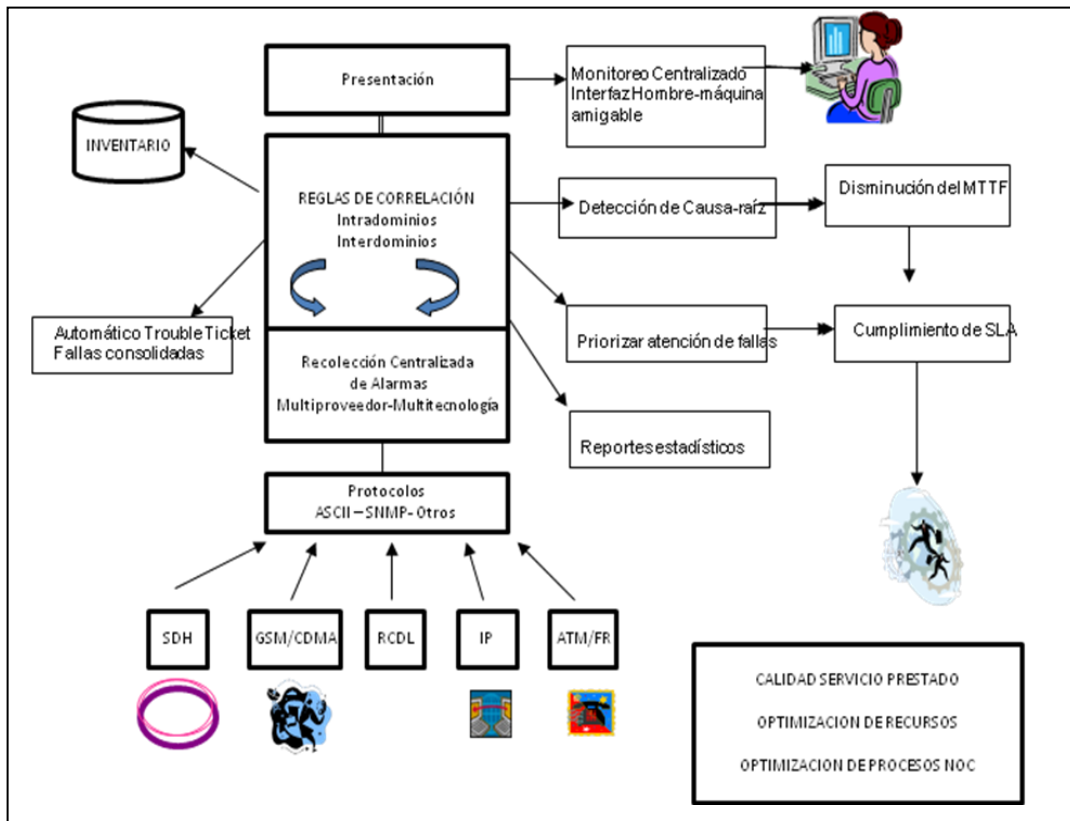 Presentación
Monitoreo Centralizado
Interfaz Hombre-máquina
amigable
INVENTARIO
REGLAS DE CORRELACIÓN
Intradominios
Interdominios
Detección de Causa-raíz
Disminución del MTTF
Automático Trouble Ticket
Fallas consolidadas
Priorizar atención de fallas
Cumplimiento de SLA
Recolección Centralizada
de Alarmas
Multiproveedor-Multitecnología
Reportes estadísticos
Protocolos
ASCII – SNMP- Otros
SDH
GSM/CDMA
RCDL
IP
ATM/FR
CALIDAD SERVICIO PRESTADO
OPTIMIZACION DE RECURSOS
OPTIMIZACION DE PROCESOS NOC